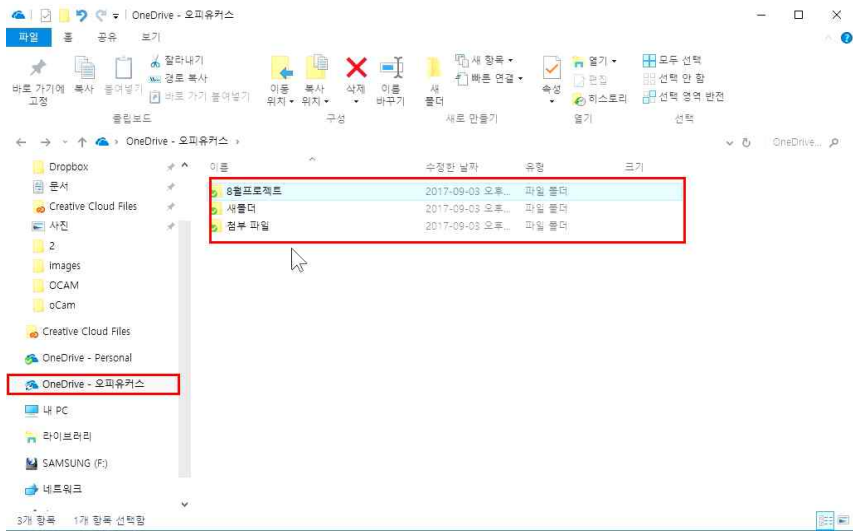 OneDrive - 오피유커스
파일 홈 공유 보기
바로 가기에 고정
복사
붙여넣기
잘라내기
경로 복사
바로 가기 붙여넣기
클립보드
이동 위치
복사 위치
삭제
이름 바꾸기
구성
새 폴더
새 항목
빠른 연결
새로 만들기
속성
열기
편집
히스토리
열기
모두 선택
선택 안 함
선택 영역 반전
선택
OneDrive - 오피유커스
OneDrive...
이름 수정한 날짜 유형 크기
8월프로젝트 2017-09-03 오후... 파일 폴더
새폴더 2017-09-03 오후... 파일 폴더
첨부 파일 2017-09-03 오후... 파일 폴더
Dropbox
문서
Creative Cloud Files
사진
2
images
OCAM
oCam
Creative Cloud Files
OneDrive - Personal
OneDrive - 오피유커스
내 PC
라이브러리
SAMSUNG (F:)
네트워크
3개 항목 1개 항목 선택함